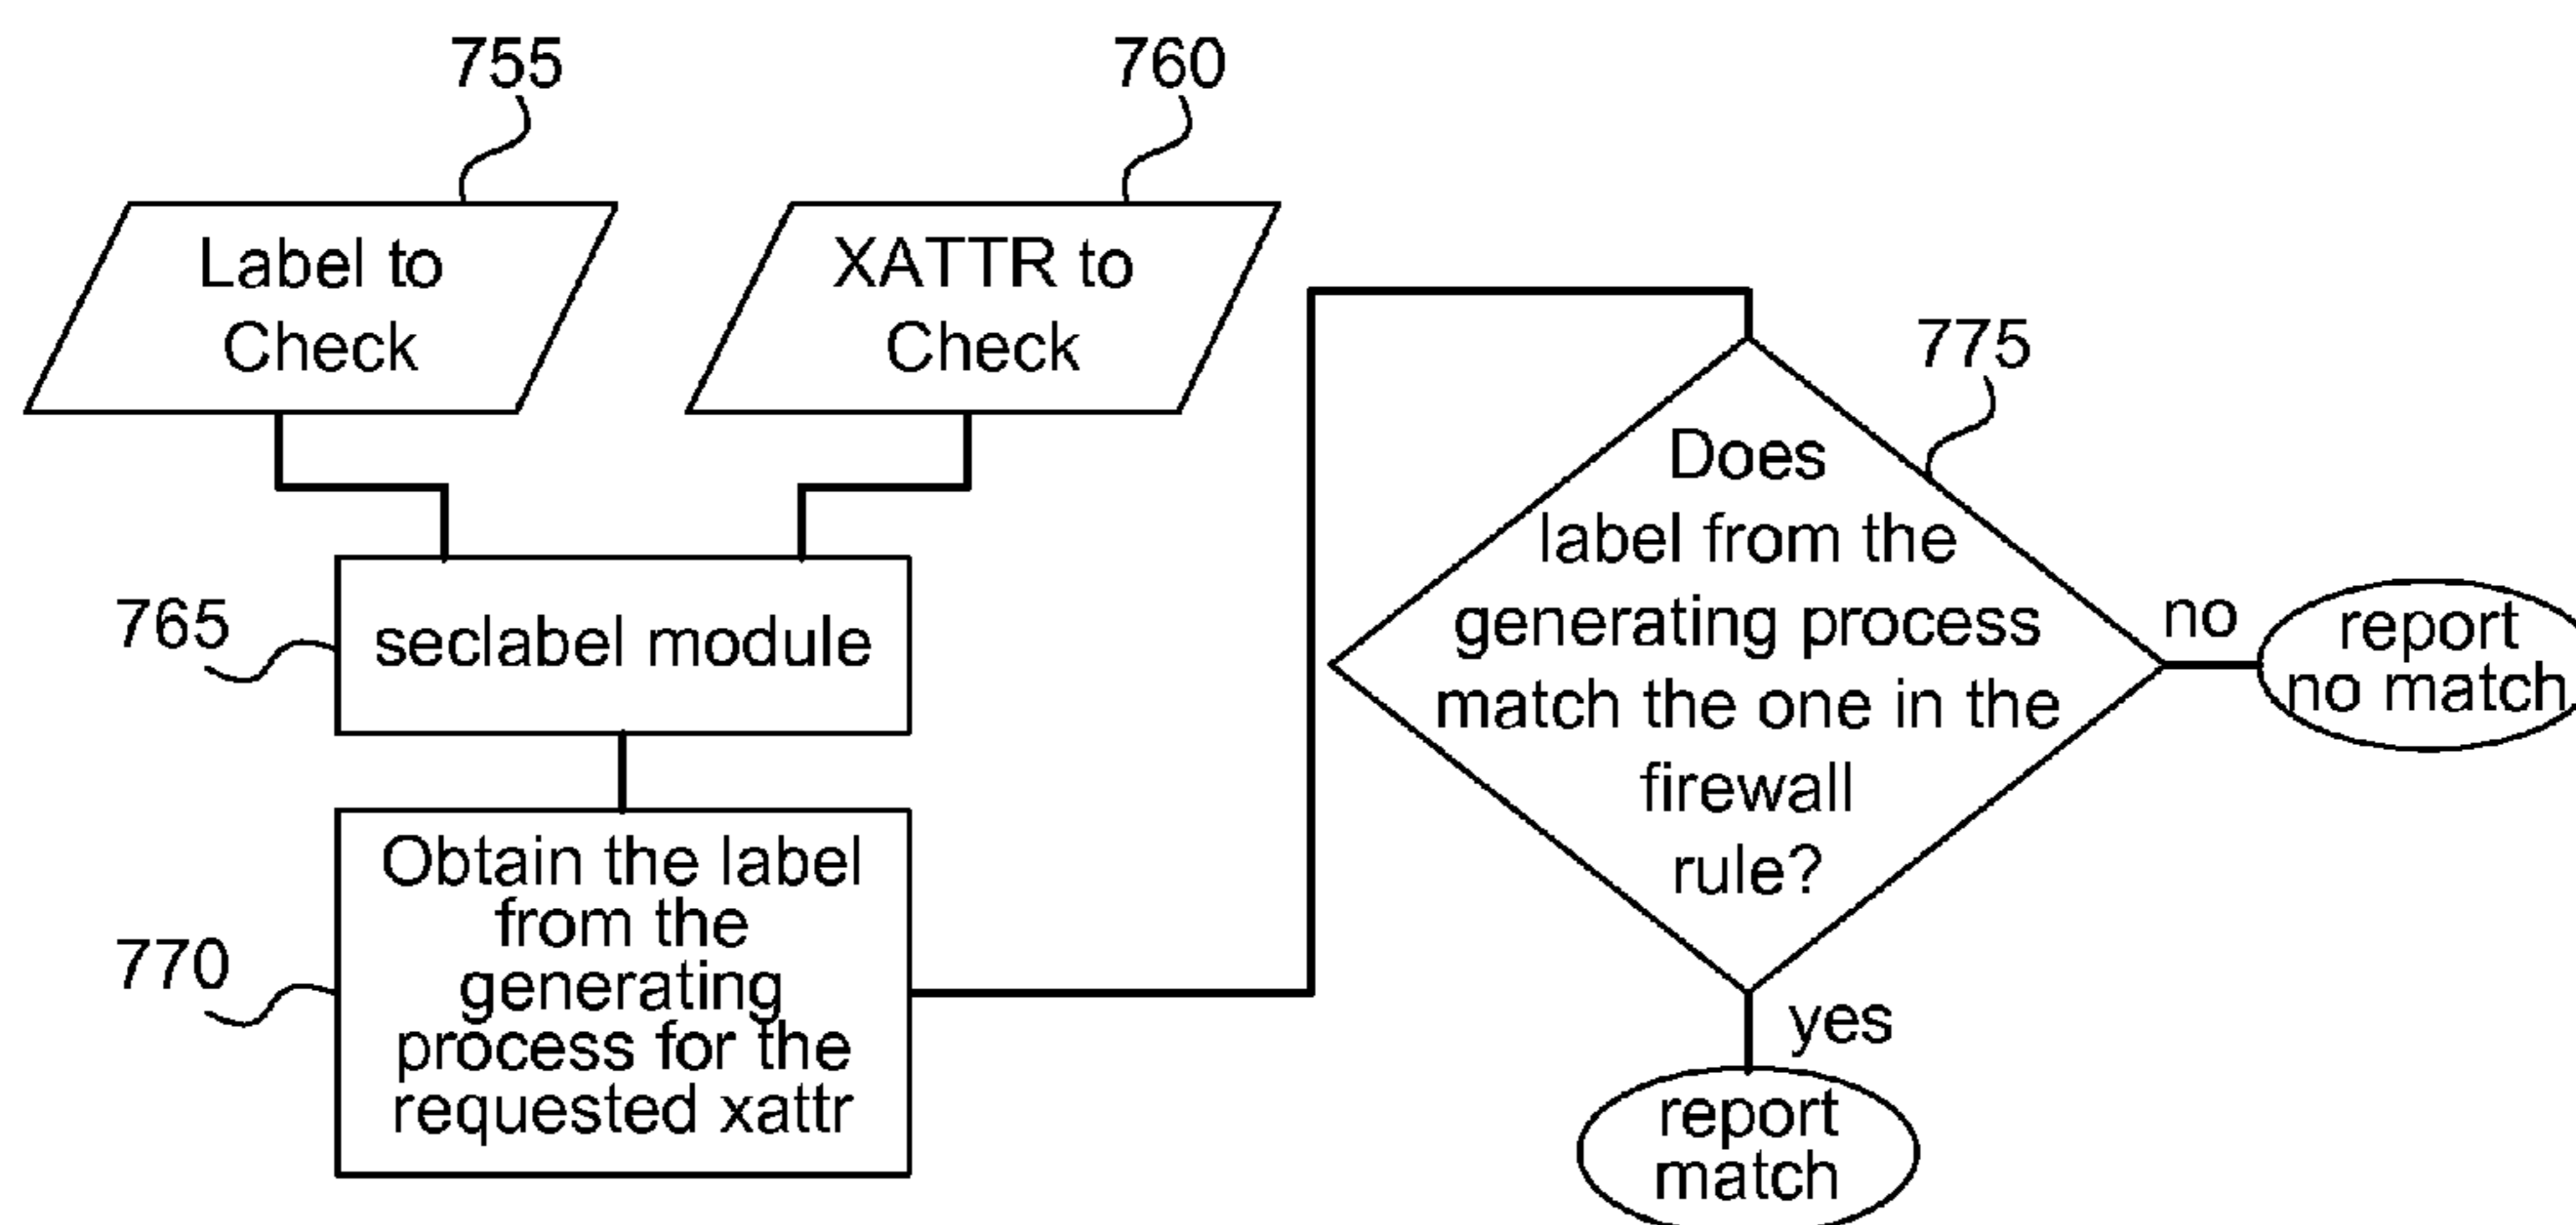 755
760
Label to
Check
XATTR to
Check
765
seclabel module
770
Obtain the label
from the
generating
process for the
requested xattr
775
Does
label from the
generating process
match the one in the
firewall
rule?
no
report
no match
yes
report
match